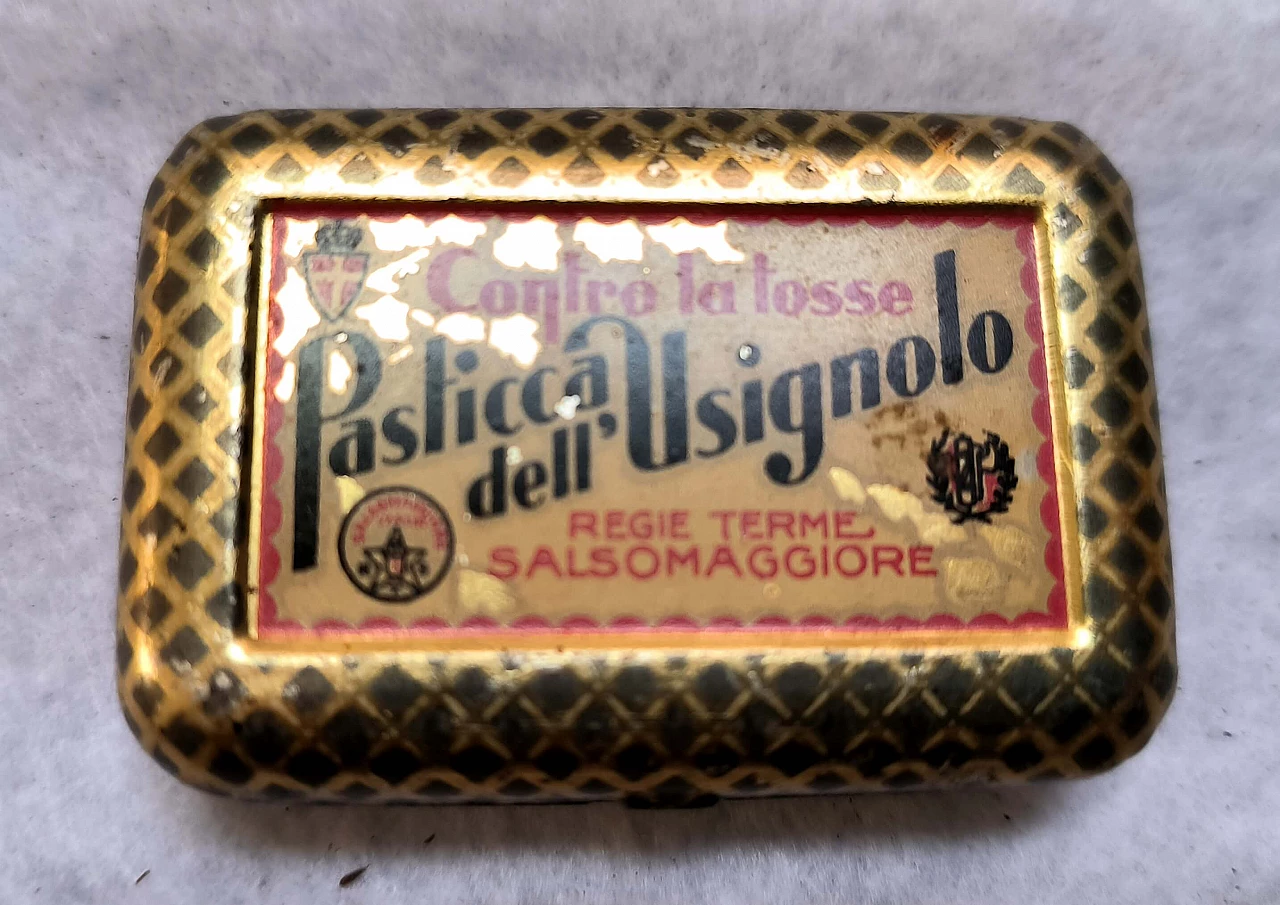 Contro la tosse
Pasticca
dell'Usignolo
REGIE TERME
SALSOMAGGIORE